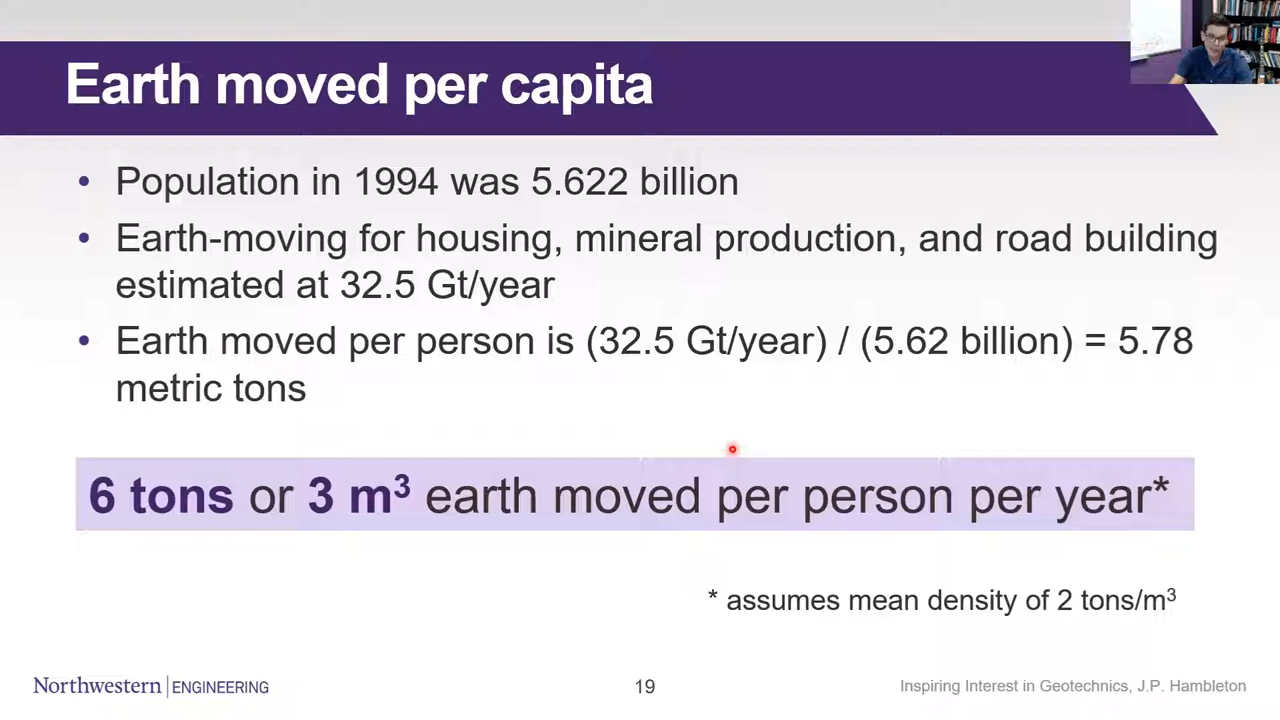 Earth moved per capita
• Population in 1994 was 5.622 billion
• Earth-moving for housing, mineral production, and road building
estimated at 32.5 Gt/year
• Earth moved per person is (32.5 Gt/year) / (5.62 billion) = 5.78
metric tons
6 tons or 3 m³ earth moved per person per year*
* assumes mean density of 2 tons/m³
Northwestern | ENGINEERING
19
Inspiring Interest in Geotechnics, J.P. Hambleton